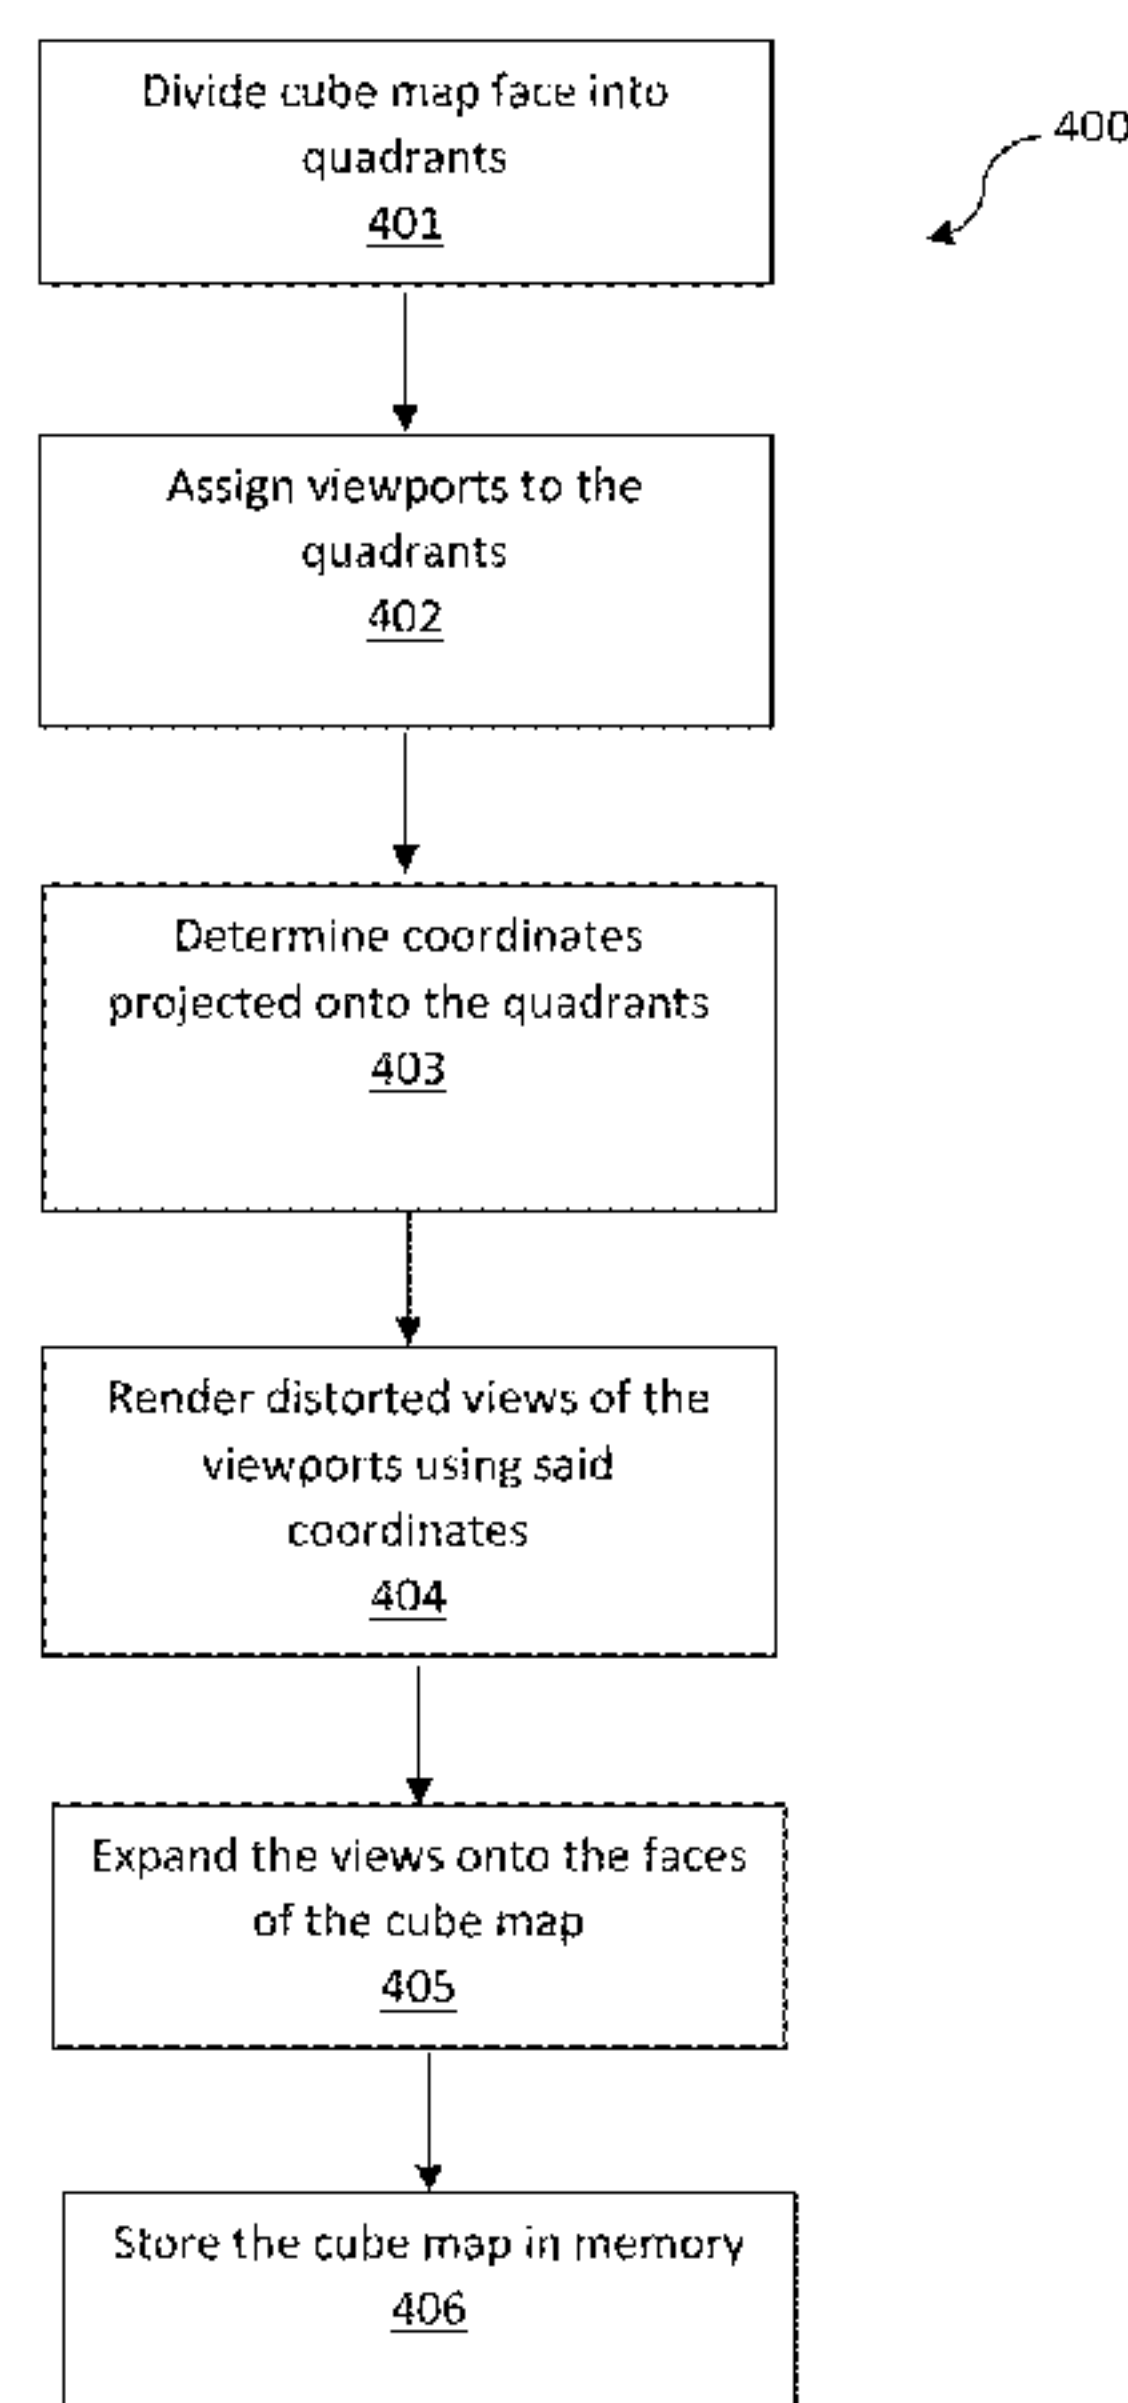 Divide cube map face into
quadrants
401
400
Assign viewports to the
quadrants
402
Determine coordinates
projected onto the quadrants
403
Render distorted views of the
viewports using said
coordinates
404
Expand the views onto the faces
of the cube map
405
Store the cube map in memory
406